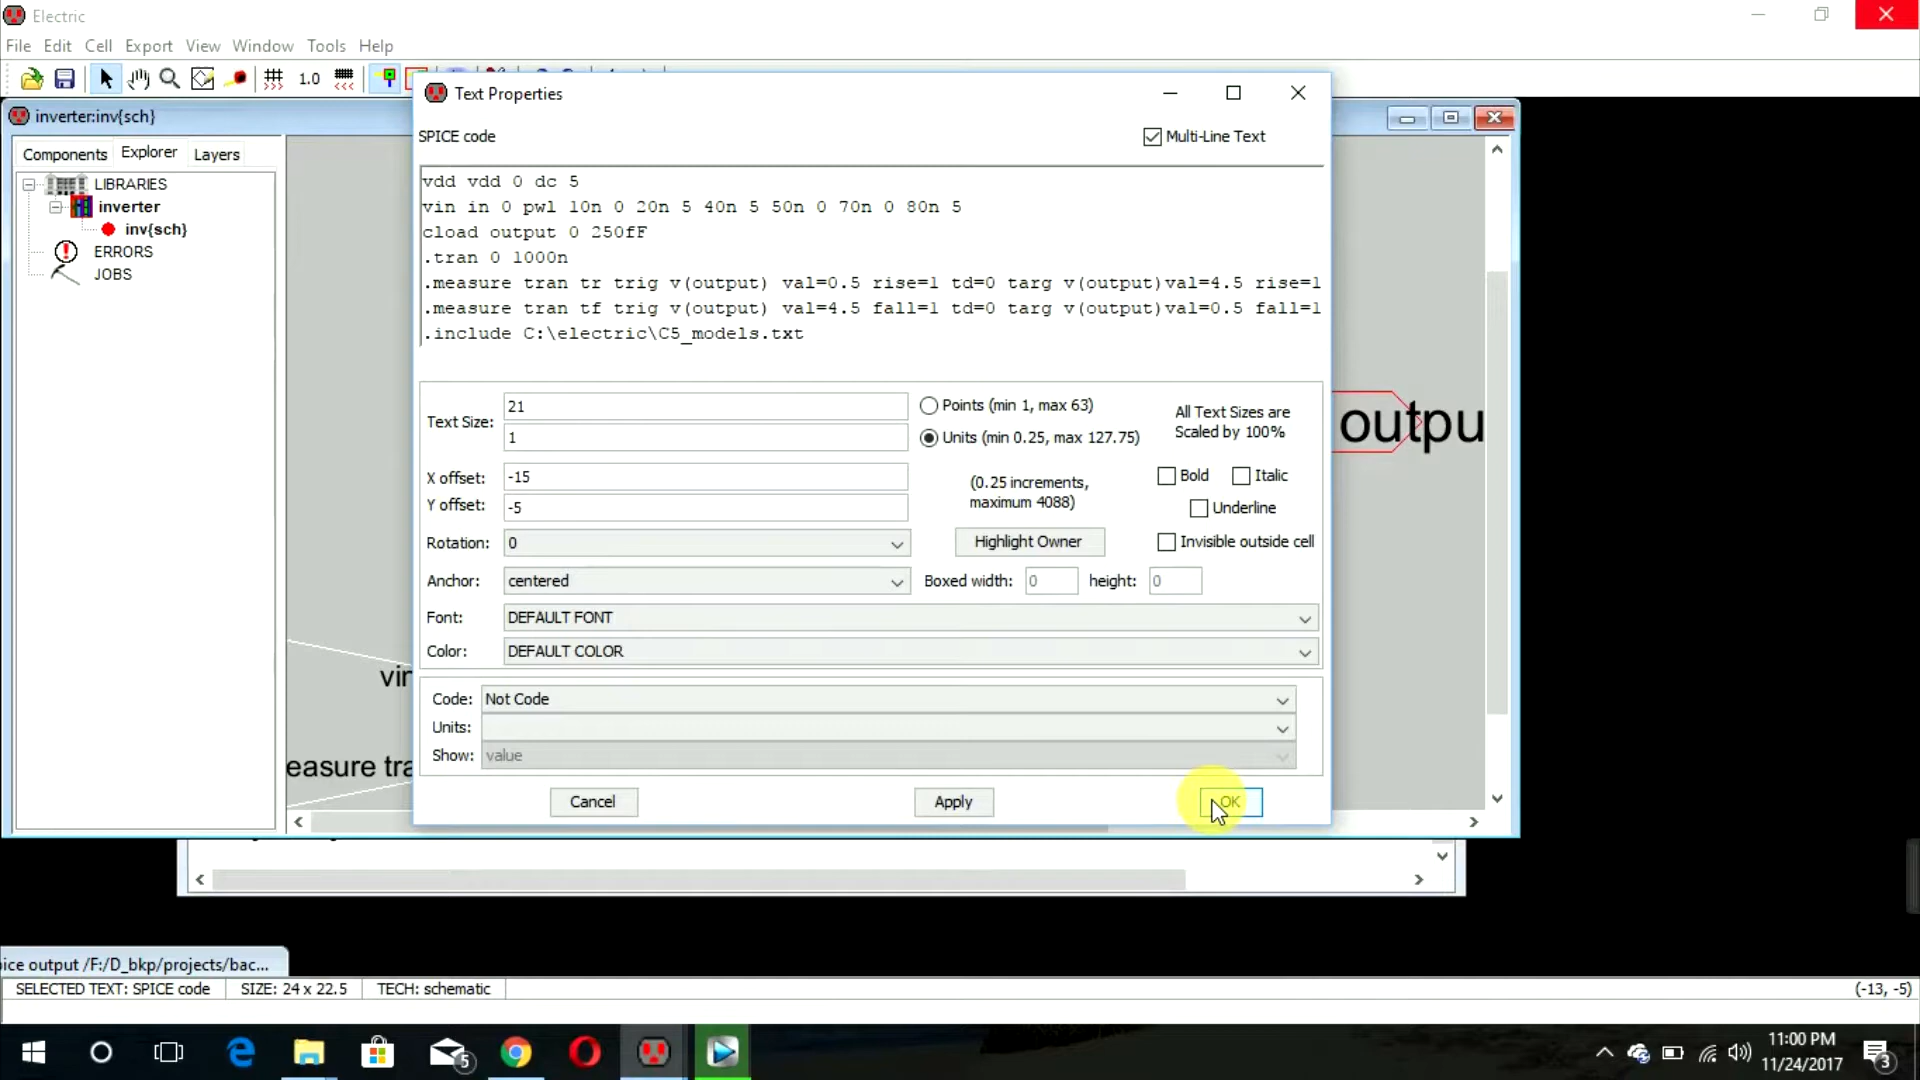 Electric
File Edit Cell Export View Window Tools Help
1.0
Text Properties
inverter:inv{sch}
SPICE code
Multi-Line Text
Components Explorer Layers
LIBRARIES
inverter
inv{sch}
ERRORS
JOBS
vdd vdd 0 dc 5
vin in 0 pwl 10n 0 20n 5 40n 5 50n 0 70n 0 80n 5
cload output 0 250fF
.tran 0 1000n
.measure tran tr trig v(output) val=0.5 rise=1 td=0 targ v(output)val=4.5 rise=1
.measure tran tf trig v(output) val=4.5 fall=1 td=0 targ v(output)val=0.5 fall=1
.include C:\electric\C5_models.txt
Text Size: 21
1
Points (min 1, max 63)
Units (min 0.25, max 127.75)
All Text Sizes are
Scaled by 100%
outpu
X offset: -15
Y offset: -5
(0.25 increments,
maximum 4088)
Bold Italic
Underline
Rotation: 0
Highlight Owner
Invisible outside cell
Anchor: centered
Boxed width: 0 height: 0
Font: DEFAULT FONT
Color: DEFAULT COLOR
vin
Code: Not Code
Units:
Show: value
easure tra
Cancel Apply OK
ice output /F:/D_bkp/projects/bac...
SELECTED TEXT: SPICE code SIZE: 24 x 22.5 TECH: schematic (-13, -5)
5
11:00 PM
11/24/2017
3